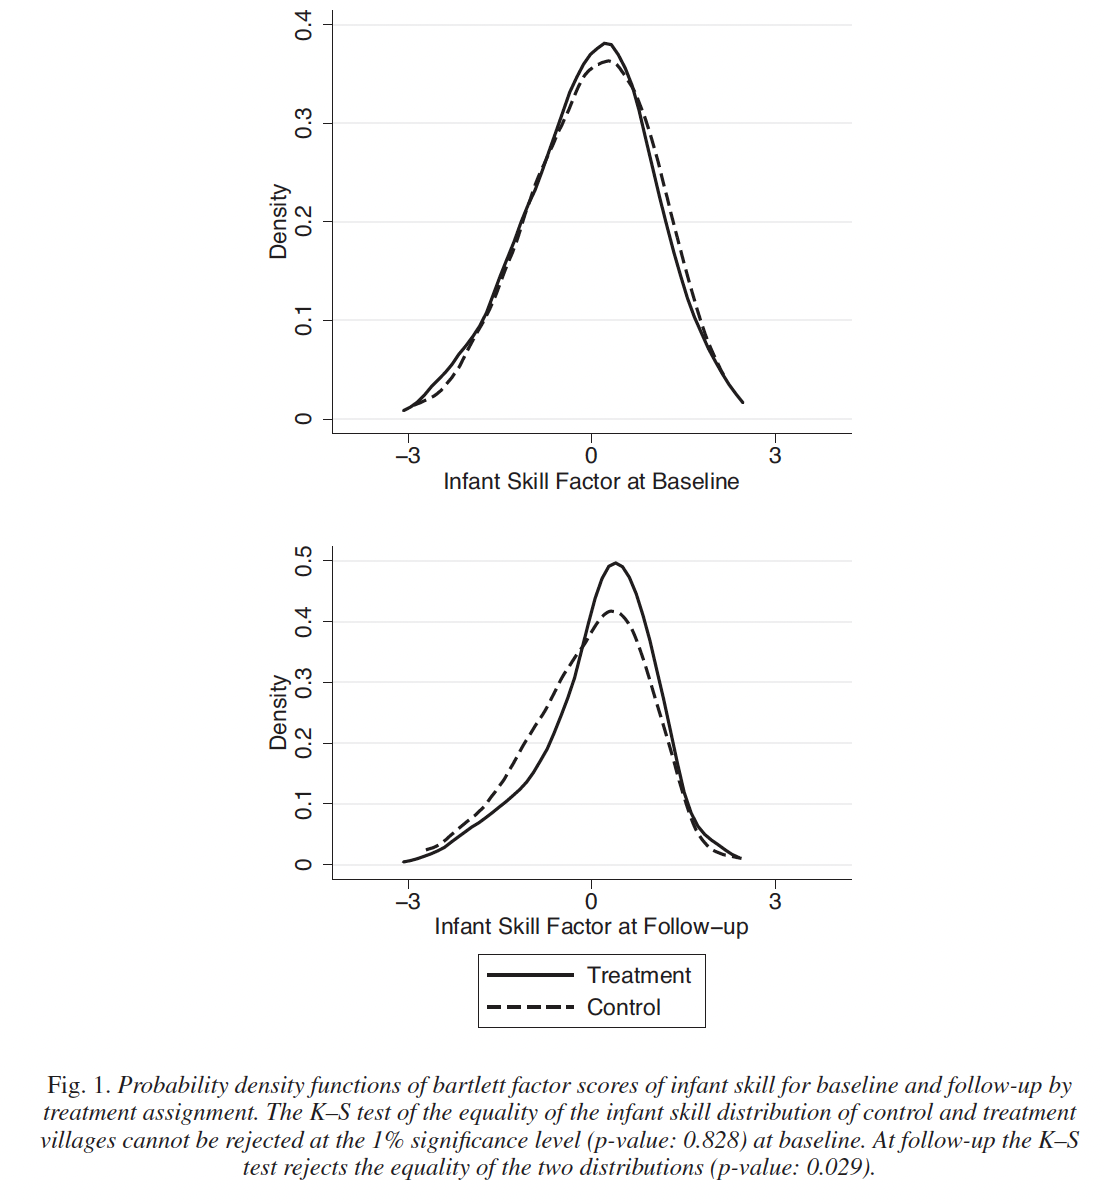 0.4
0.3
0.2
0.1
0
Density
−3 0 3
Infant Skill Factor at Baseline
0.5
0.4
0.3
0.2
0.1
0
Density
−3 0 3
Infant Skill Factor at Follow−up
Treatment
Control
Fig. 1. Probability density functions of bartlett factor scores of infant skill for baseline and follow-up by
treatment assignment. The K–S test of the equality of the infant skill distribution of control and treatment
villages cannot be rejected at the 1% significance level (p-value: 0.828) at baseline. At follow-up the K–S
test rejects the equality of the two distributions (p-value: 0.029).